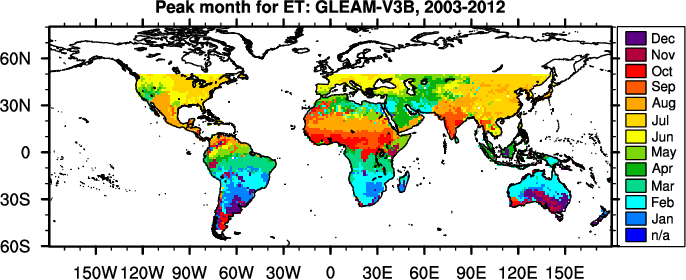 Peak month for ET: GLEAM-V3B, 2003-2012
Dec
Nov
Oct
Sep
Aug
Jul
Jun
May
Apr
Mar
Feb
Jan
n/a
60N
30N
0
30S
60S
150W 120W 90W 60W 30W 0 30E 60E 90E 120E 150E